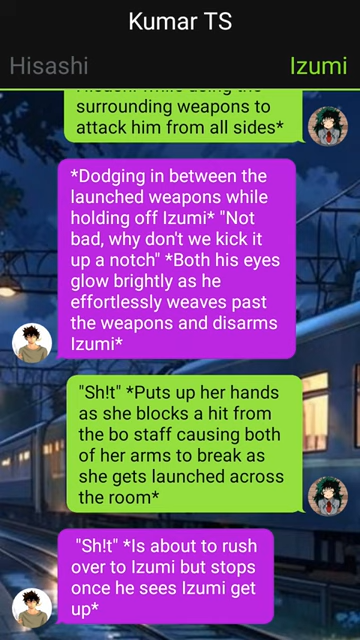 Kumar TS
Hisashi
Izumi
surrounding weapons to
attack him from all sides*
*Dodging in between the
launched weapons while
holding off Izumi* "Not
bad, why don't we kick it
up a notch" *Both his eyes
glow brightly as he
effortlessly weaves past
the weapons and disarms
Izumi*
"Sh!t" *Puts up her hands
as she blocks a hit from
the bo staff causing both
of her arms to break as
she gets launched across
the room*
"Sh!t" *Is about to rush
over to Izumi but stops
once he sees Izumi get
up*